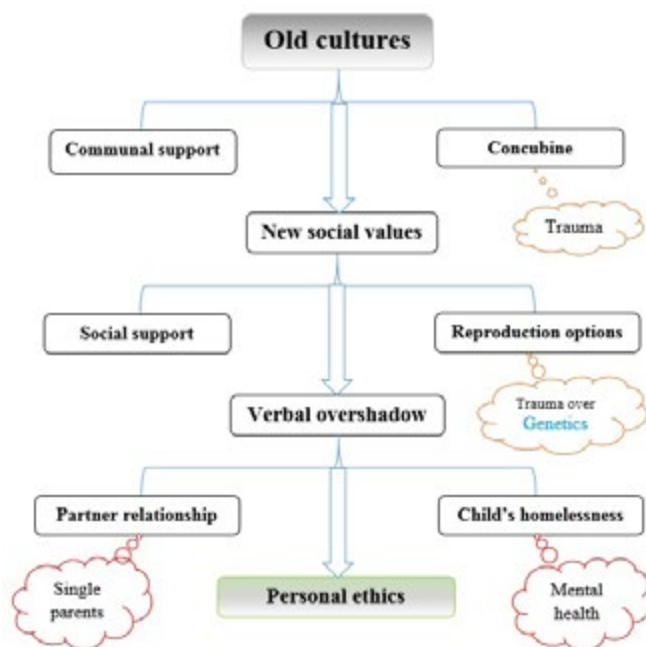 Old cultures
Communal support
Concubine
Trauma
New social values
Social support
Reproduction options
Trauma over
Genetics
Verbal overshadow
Partner relationship
Child's homelessness
Single
parents
Personal ethics
Mental
health